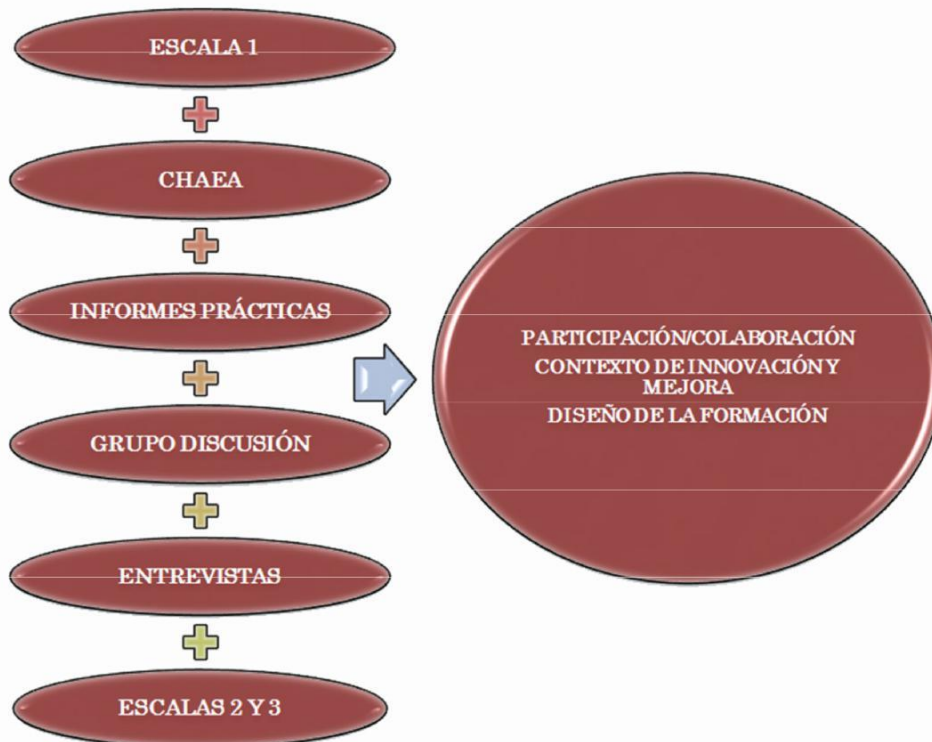 ESCALA 1
CHAEA
INFORMES PRÁCTICAS
GRUPO DISCUSIÓN
ENTREVISTAS
ESCALAS 2 Y 3
PARTICIPACIÓN/COLABORACIÓN
CONTEXTO DE INNOVACIÓN Y
MEJORA
DISEÑO DE LA FORMACIÓN